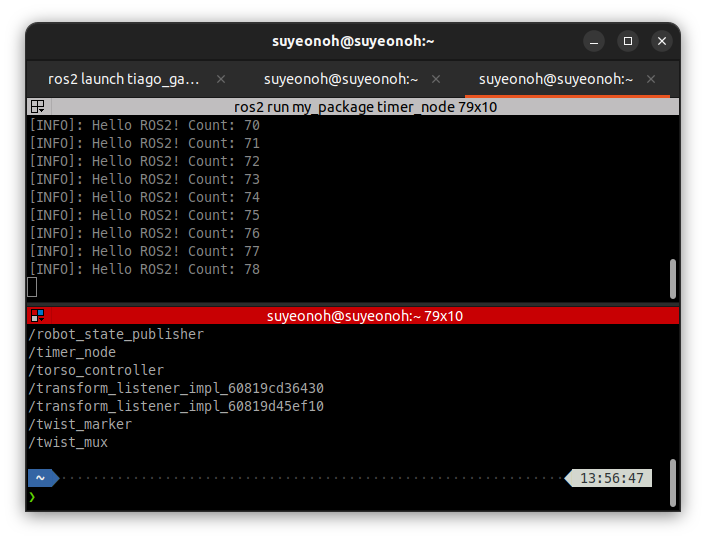 suyeonoh@suyeonoh:~
ros2 launch tiago_ga… suyeonoh@suyeonoh:~ suyeonoh@suyeonoh:~
ros2 run my_package timer_node 79x10
[INFO]: Hello ROS2! Count: 70
[INFO]: Hello ROS2! Count: 71
[INFO]: Hello ROS2! Count: 72
[INFO]: Hello ROS2! Count: 73
[INFO]: Hello ROS2! Count: 74
[INFO]: Hello ROS2! Count: 75
[INFO]: Hello ROS2! Count: 76
[INFO]: Hello ROS2! Count: 77
[INFO]: Hello ROS2! Count: 78
suyeonoh@suyeonoh:~ 79x10
/robot_state_publisher
/timer_node
/torso_controller
/transform_listener_impl_60819cd36430
/transform_listener_impl_60819d45ef10
/twist_marker
/twist_mux
~ 13:56:47
❯